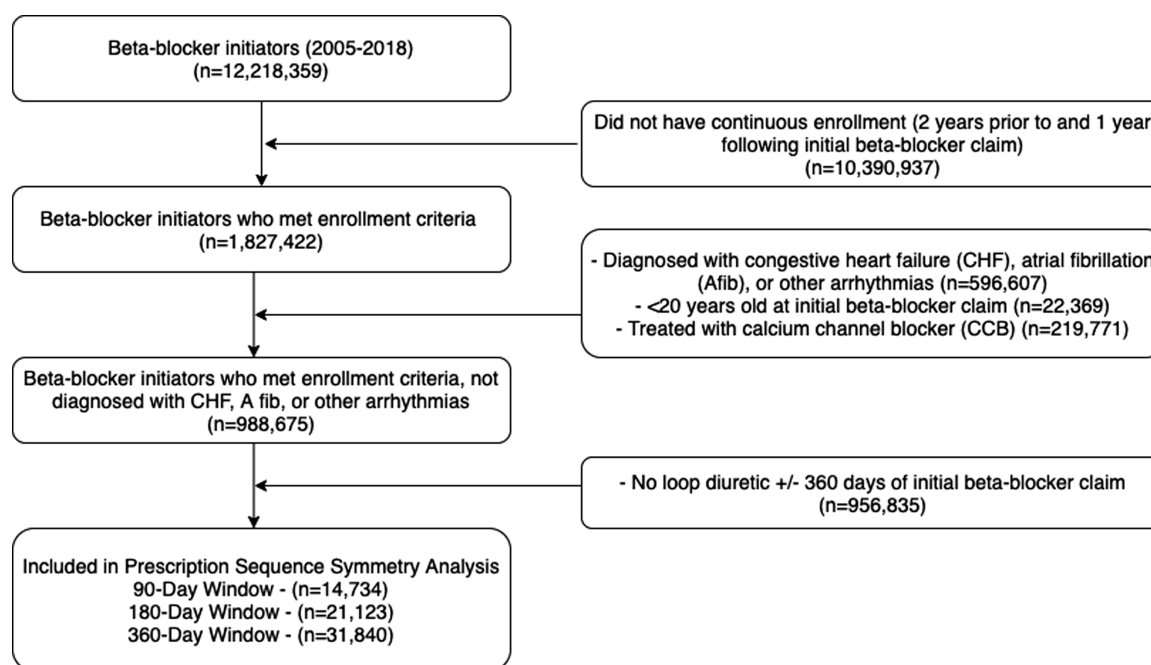 Beta-blocker initiators (2005-2018)
(n=12,218,359)
Did not have continuous enrollment (2 years prior to and 1 year
following initial beta-blocker claim)
(n=10,390,937)
Beta-blocker initiators who met enrollment criteria
(n=1,827,422)
- Diagnosed with congestive heart failure (CHF), atrial fibrillation
(Afib), or other arrhythmias (n=596,607)
- <20 years old at initial beta-blocker claim (n=22,369)
- Treated with calcium channel blocker (CCB) (n=219,771)
Beta-blocker initiators who met enrollment criteria, not
diagnosed with CHF, A fib, or other arrhythmias
(n=988,675)
- No loop diuretic +/- 360 days of initial beta-blocker claim
(n=956,835)
Included in Prescription Sequence Symmetry Analysis
90-Day Window - (n=14,734)
180-Day Window - (n=21,123)
360-Day Window - (n=31,840)